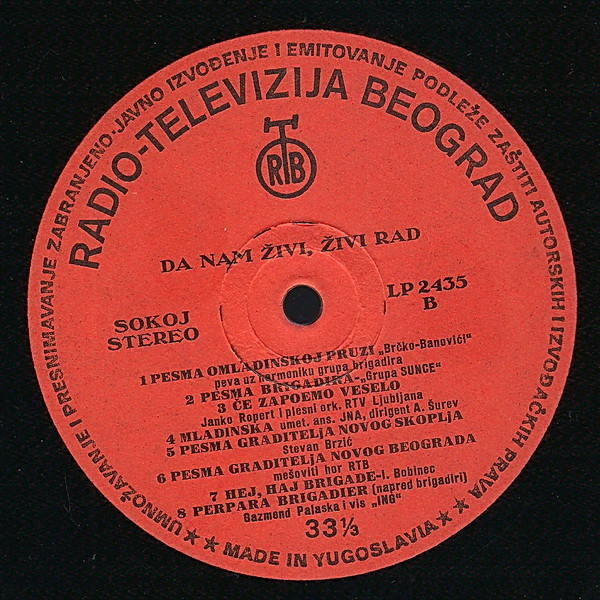 UMNOŽAVANJE I PRESNIMAVANJE ZABRANJENO·JAVNO IZVOĐENJE I EMITOVANJE PODLEŽE ZAŠTITI AUTORSKIH I IZVOĐAČKIH PRAVA
RADIO-TELEVIZIJA BEOGRAD
RTB
DA NAM ŽIVI, ŽIVI RAD
SOKOJ
STEREO
LP 2435
B
1 PESMA OMLADINSKOJ PRUZI „Brčko-Banovići"
peva uz harmoniku grupa brigadira
2 PESMA BRIGADIRA-„Grupa SUNCE"
3 ČE ZAPOEMO VESELO
Janko Ropert i plesni ork. RTV Ljubljana
4 MLADINSKA umet. ans. JNA, dirigent A. Šurev
5 PESMA GRADITELJA NOVOG SKOPLJA
Stevan Brzić
6 PESMA GRADITELJA NOVOG BEOGRADA
mešoviti hor RTB
7 HEJ, HAJ BRIGADE-I. Bobinec
8 PERPARA BRIGADIER (napred brigadiri)
Gazmend Palaska i vis „ING"
33⅓
★ ★ MADE IN YUGOSLAVIA ★ ★